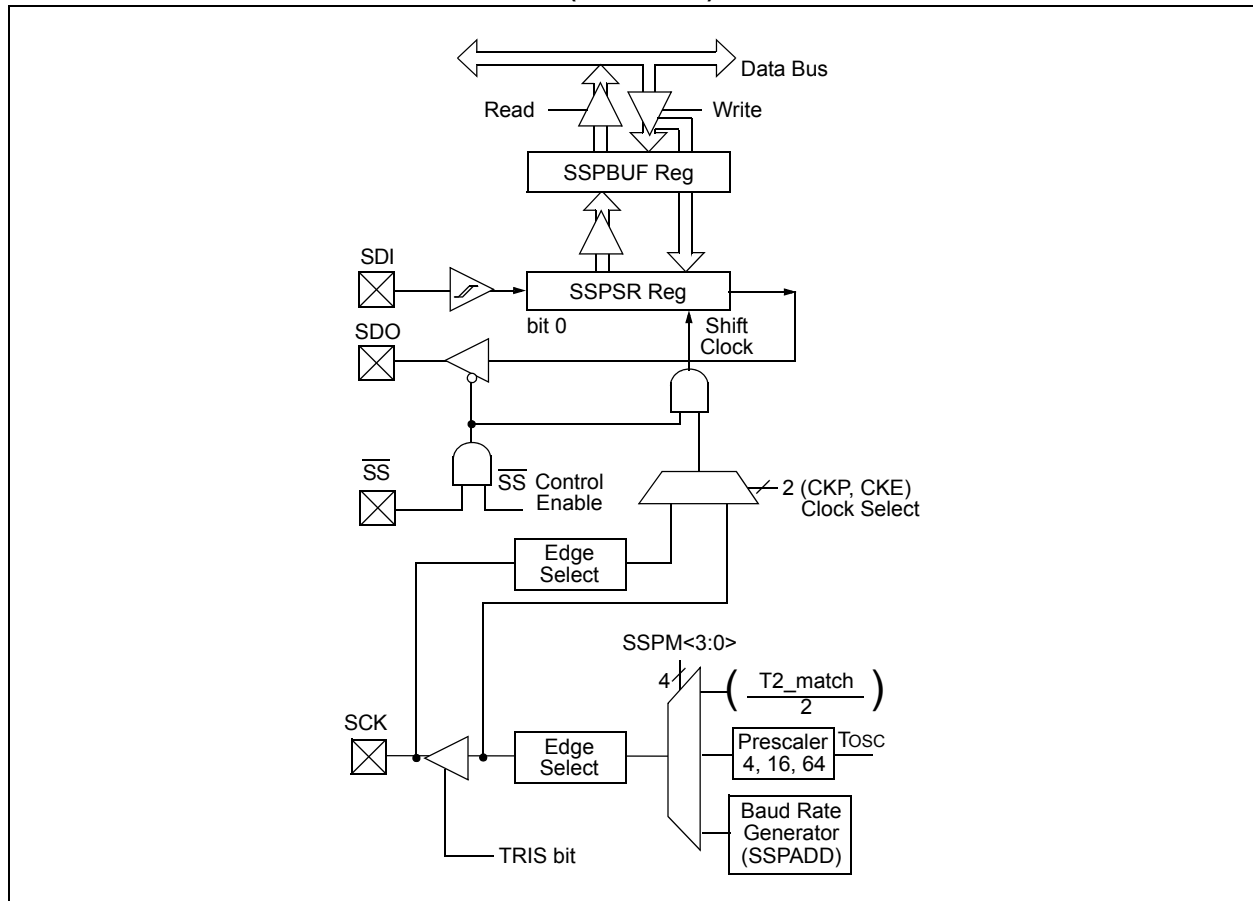 Data Bus
Read
Write
SSPBUF Reg
SDI
SSPSR Reg
bit 0
Shift
Clock
SDO
SS
SS Control
Enable
2 (CKP, CKE)
Clock Select
Edge
Select
SSPM<3:0>
4
( T2_match
2 )
SCK
Edge
Select
Prescaler
4, 16, 64
TOSC
Baud Rate
Generator
(SSPADD)
TRIS bit